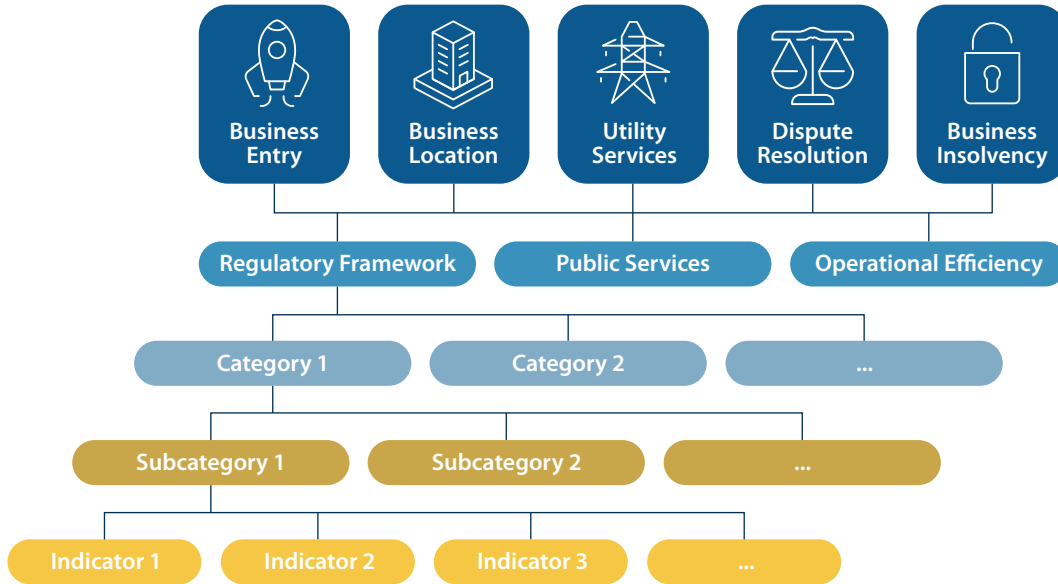 Business
Entry
Business
Location
Utility
Services
Dispute
Resolution
Business
Insolvency
Regulatory Framework
Public Services
Operational Efficiency
Category 1
Category 2
...
Subcategory 1
Subcategory 2
...
Indicator 1
Indicator 2
Indicator 3
...